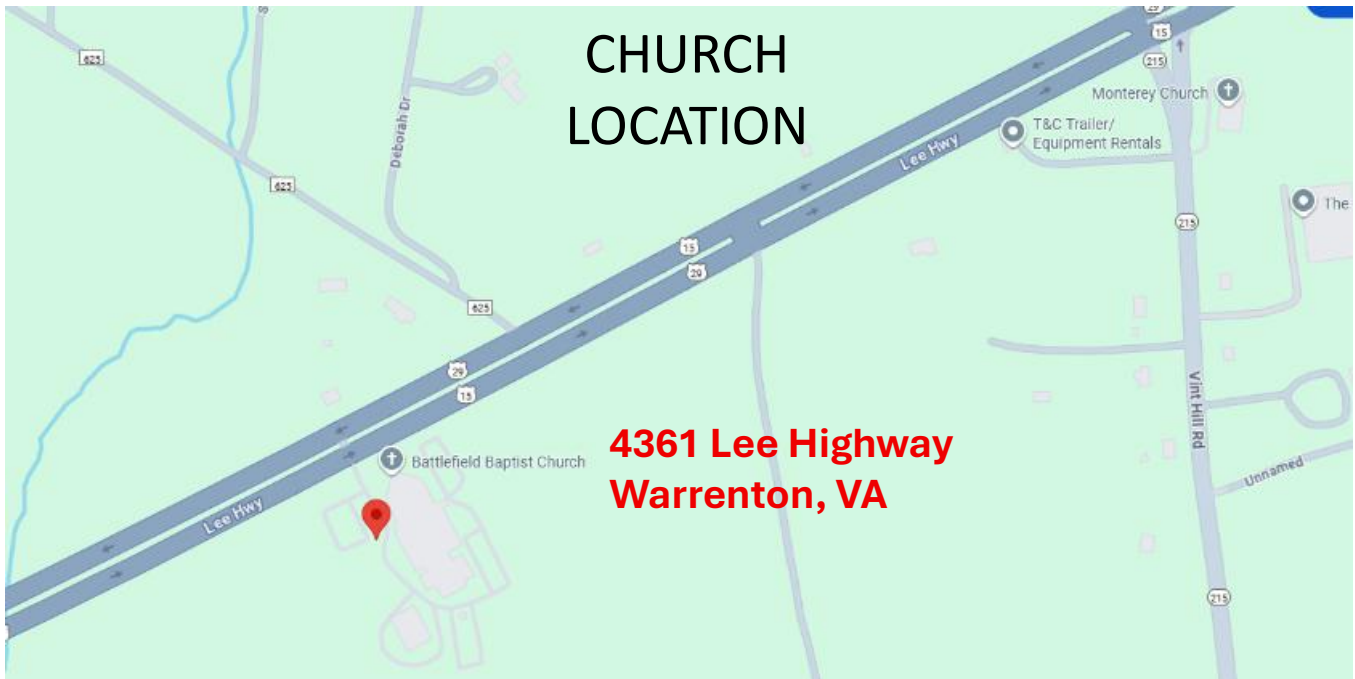 CHURCH
LOCATION
29
15
215
625
Monterey Church
T&C Trailer/
Equipment Rentals
Deborah Dr
Lee Hwy
625
The
215
15
29
625
29
15
Vint Hill Rd
4361 Lee Highway
Warrenton, VA
Battlefield Baptist Church
Unnamed
Lee Hwy
215